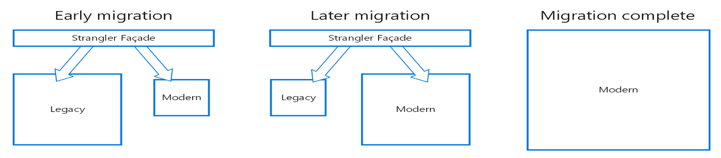 Early migration
Strangler Façade
Legacy
Modern
Later migration
Strangler Façade
Legacy
Modern
Migration complete
Modern